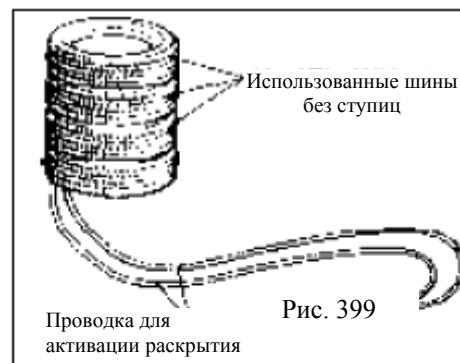 Использованные шины
без ступиц
Рис. 399
Проводка для
активации раскрытия